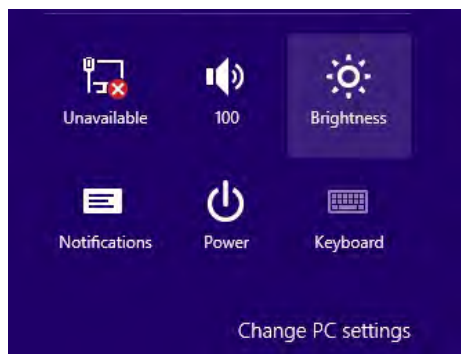 Unavailable 100 Brightness
Notifications Power Keyboard
Change PC settings